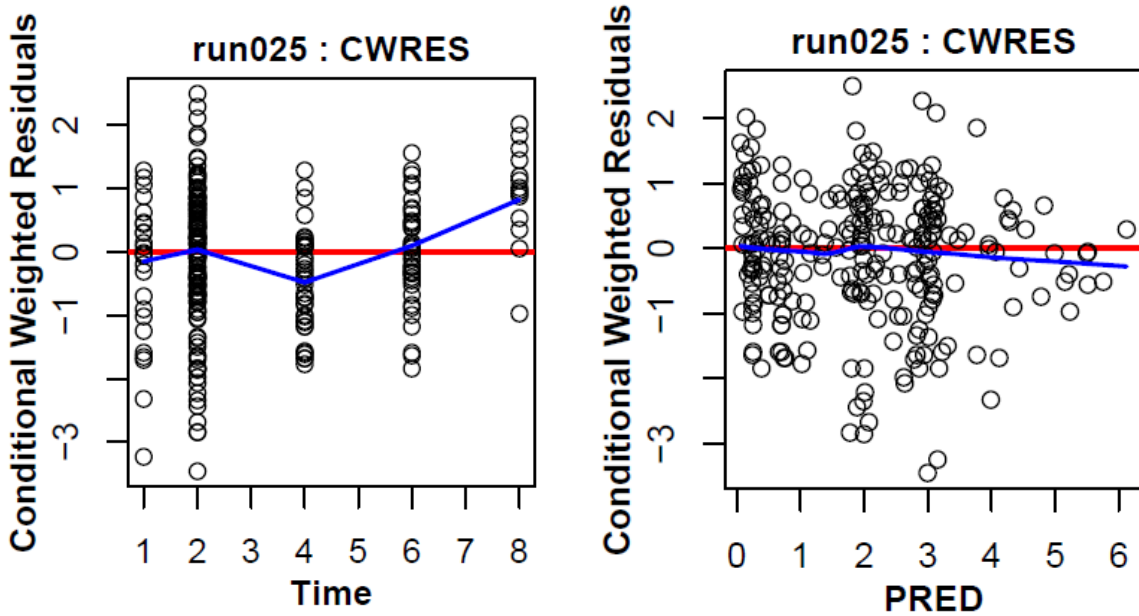 run025 : CWRES
Conditional Weighted Residuals
2
1
0
−1
−3
1 2 3 4 5 6 7 8
Time
run025 : CWRES
Conditional Weighted Residuals
2
1
0
−1
−3
0 1 2 3 4 5 6
PRED